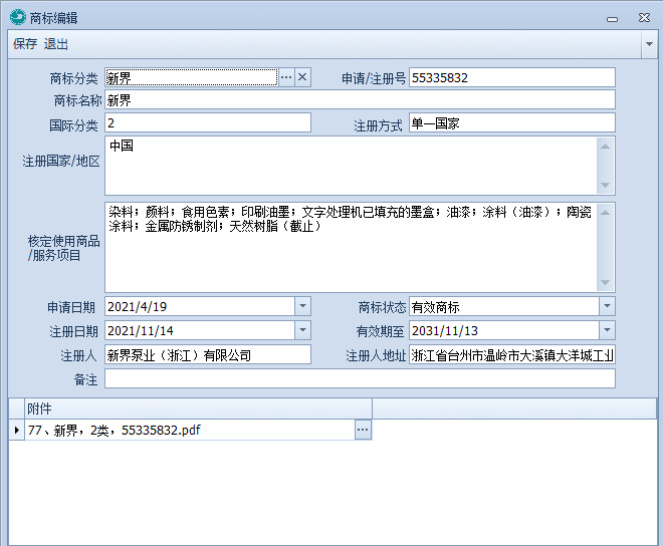 商标编辑
保存 退出
商标分类 新界 申请/注册号 55335832
商标名称 新界
国际分类 2 注册方式 单一国家
注册国家/地区 中国
核定使用商品
/服务项目
染料；颜料；食用色素；印刷油墨；文字处理机已填充的墨盒；油漆；涂料（油漆）；陶瓷
涂料；金属防锈制剂；天然树脂（截止）
申请日期 2021/4/19 商标状态 有效商标
注册日期 2021/11/14 有效期至 2031/11/13
注册人 新界泵业（浙江）有限公司 注册人地址 浙江省台州市温岭市大溪镇大洋城工业
备注
附件
77、新界，2类，55335832.pdf